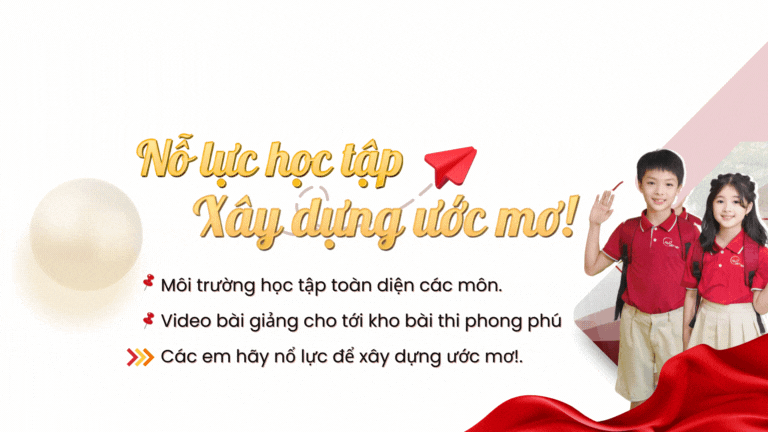 Nỗ lực học tập
Xây dựng ước mơ!
Môi trường học tập toàn diện các môn.
Video bài giảng cho tới kho bài thi phong phú
Các em hãy nổ lực để xây dựng ước mơ!.